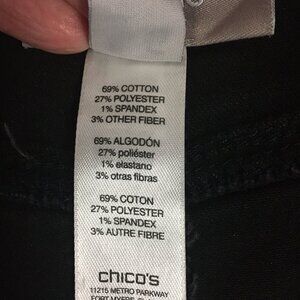 69% COTTON
27% POLYESTER
1% SPANDEX
3% OTHER FIBER
69% ALGODÓN
27% poliéster
1% elastano
3% otras fibras
69% COTON
27% POLYESTER
1% SPANDEX
3% AUTRE FIBRE
chico's
11215 METRO PARKWAY
FORT MYERS,